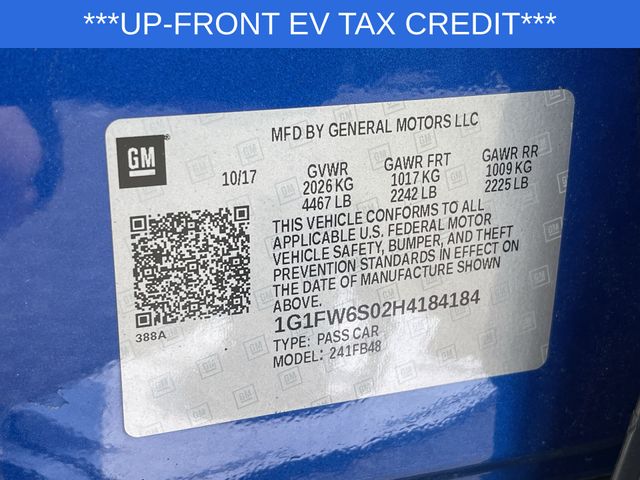 ***UP-FRONT EV TAX CREDIT***
GM
MFD BY GENERAL MOTORS LLC
10/17
GVWR
2026 KG
4467 LB
GAWR FRT
1017 KG
2242 LB
GAWR RR
1009 KG
2225 LB
THIS VEHICLE CONFORMS TO ALL
APPLICABLE U.S. FEDERAL MOTOR
VEHICLE SAFETY, BUMPER, AND THEFT
PREVENTION STANDARDS IN EFFECT ON
THE DATE OF MANUFACTURE SHOWN
ABOVE.
388A
1G1FW6S02H4184184
TYPE: PASS CAR
MODEL: 241FB48